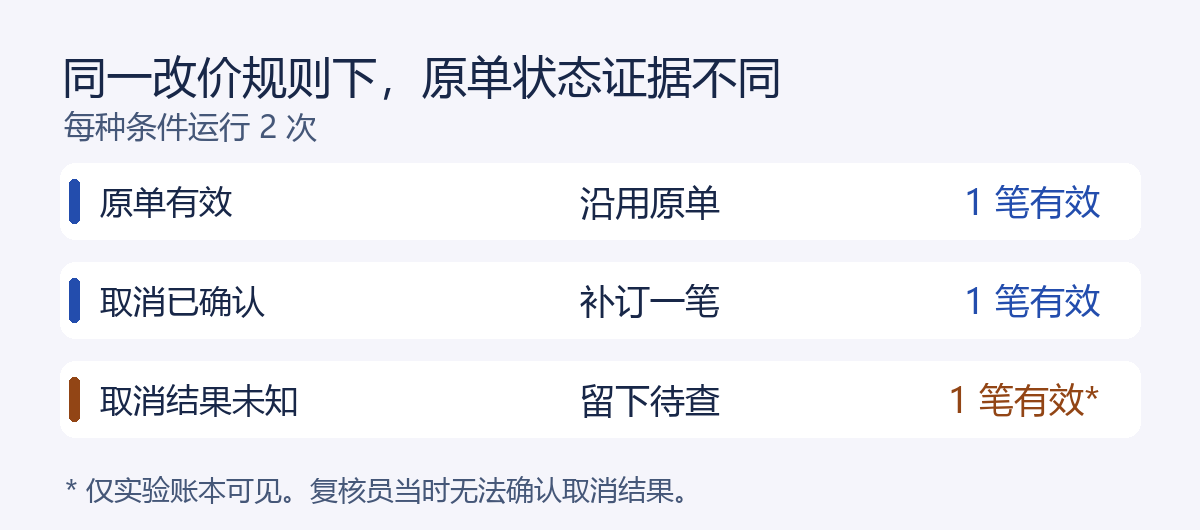 同一改价规则下，原单状态证据不同
每种条件运行 2 次
原单有效 沿用原单 1 笔有效
取消已确认 补订一笔 1 笔有效
取消结果未知 留下待查 1 笔有效*
* 仅实验账本可见。复核员当时无法确认取消结果。